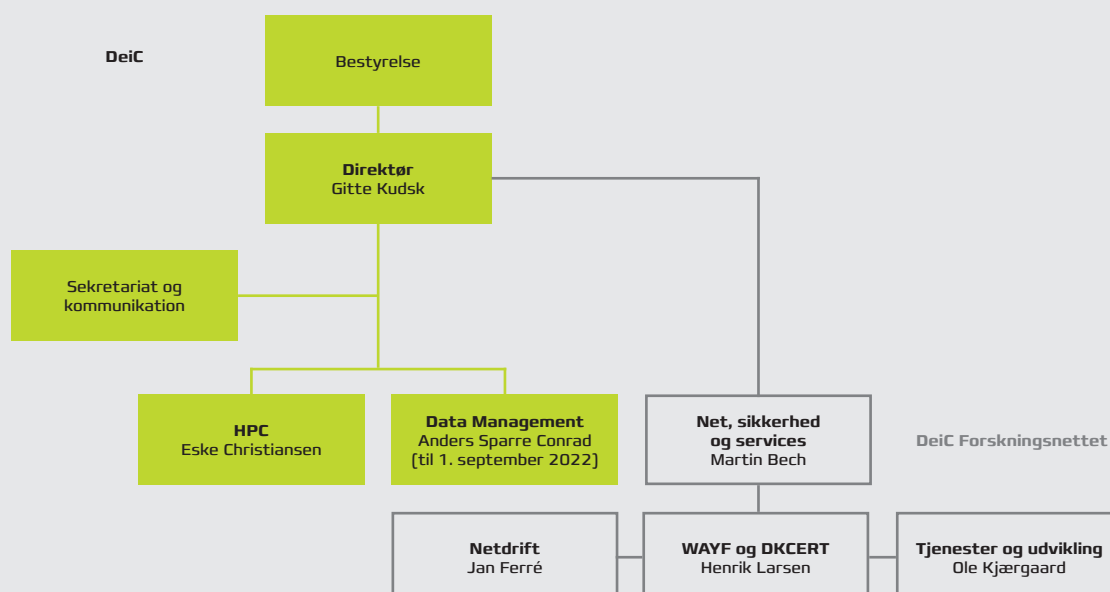 DeiC
Bestyrelse
Direktør
Gitte Kudsk
Sekretariat og
kommunikation
HPC
Eske Christiansen
Data Management
Anders Sparre Conrad
(til 1. september 2022)
Net, sikkerhed
og services
Martin Bech
DeiC Forskningsnettet
Netdrift
Jan Ferré
WAYF og DKCERT
Henrik Larsen
Tjenester og udvikling
Ole Kjærgaard